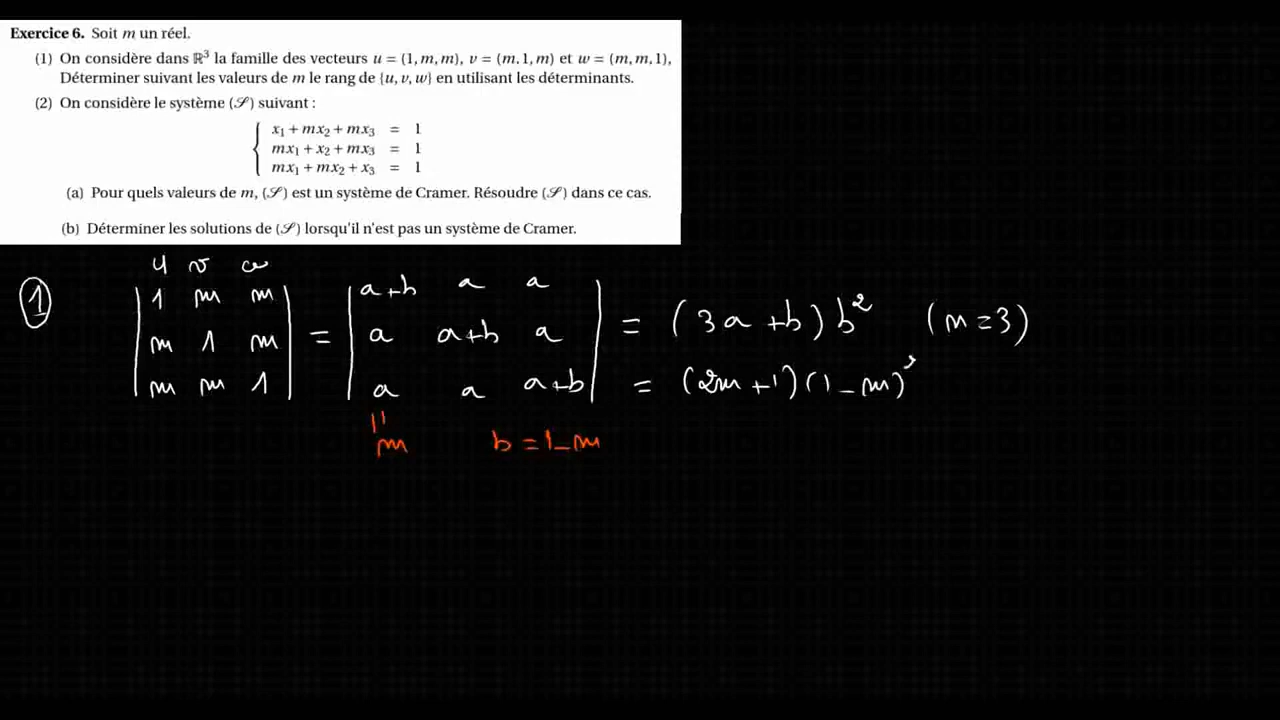 Exercice 6. Soit m un réel.
(1) On considère dans ℝ³ la famille des vecteurs u = (1, m, m), v = (m.1, m) et w = (m, m, 1),
Déterminer suivant les valeurs de m le rang de {u, v, w} en utilisant les déterminants.
(2) On considère le système (𝒮) suivant :
x₁ + mx₂ + mx₃ = 1
mx₁ + x₂ + mx₃ = 1
mx₁ + mx₂ + x₃ = 1
(a) Pour quels valeurs de m, (𝒮) est un système de Cramer. Résoudre (𝒮) dans ce cas.
(b) Déterminer les solutions de (𝒮) lorsqu'il n'est pas un système de Cramer.
u v w
① | 1 m m | = | a+b a a | = (3a+b)b² (n=3)
| m 1 m | | a a+b a |
| m m 1 | | a a a+b | = (2m+1)(1-m)²
"
m b = 1-m